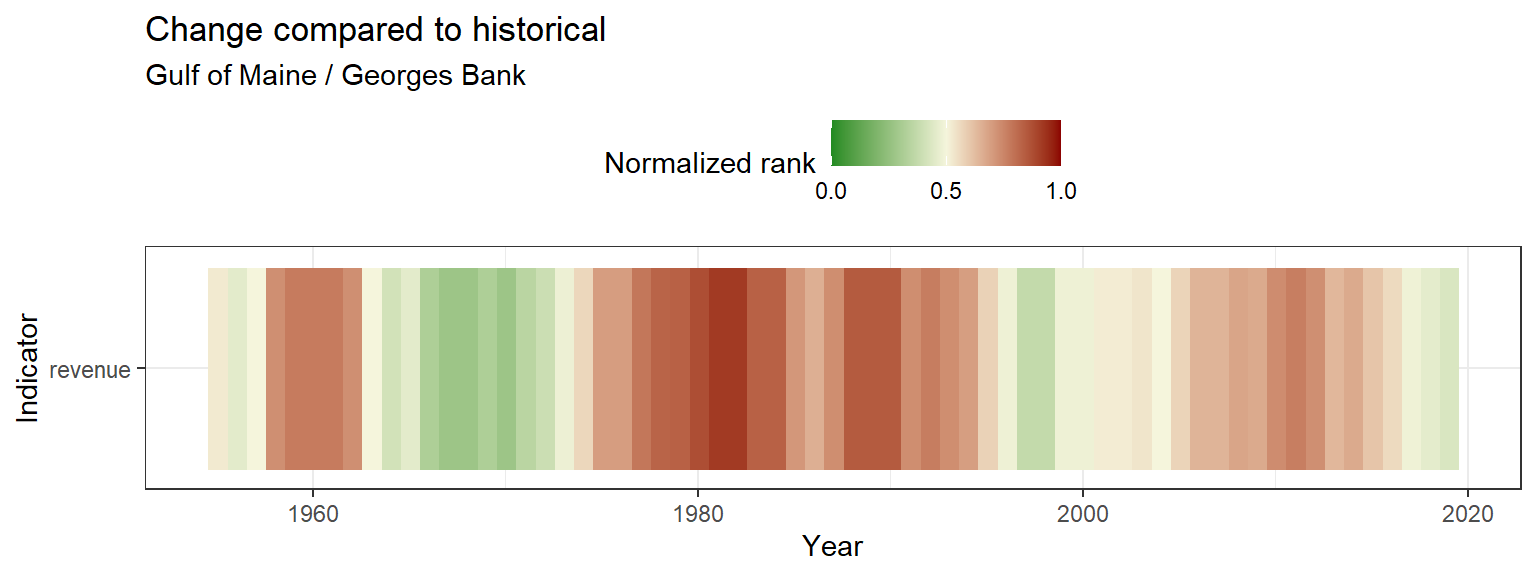 Change compared to historical
Gulf of Maine / Georges Bank
Normalized rank
0.0 0.5 1.0
Indicator
revenue
1960 1980 2000 2020
Year